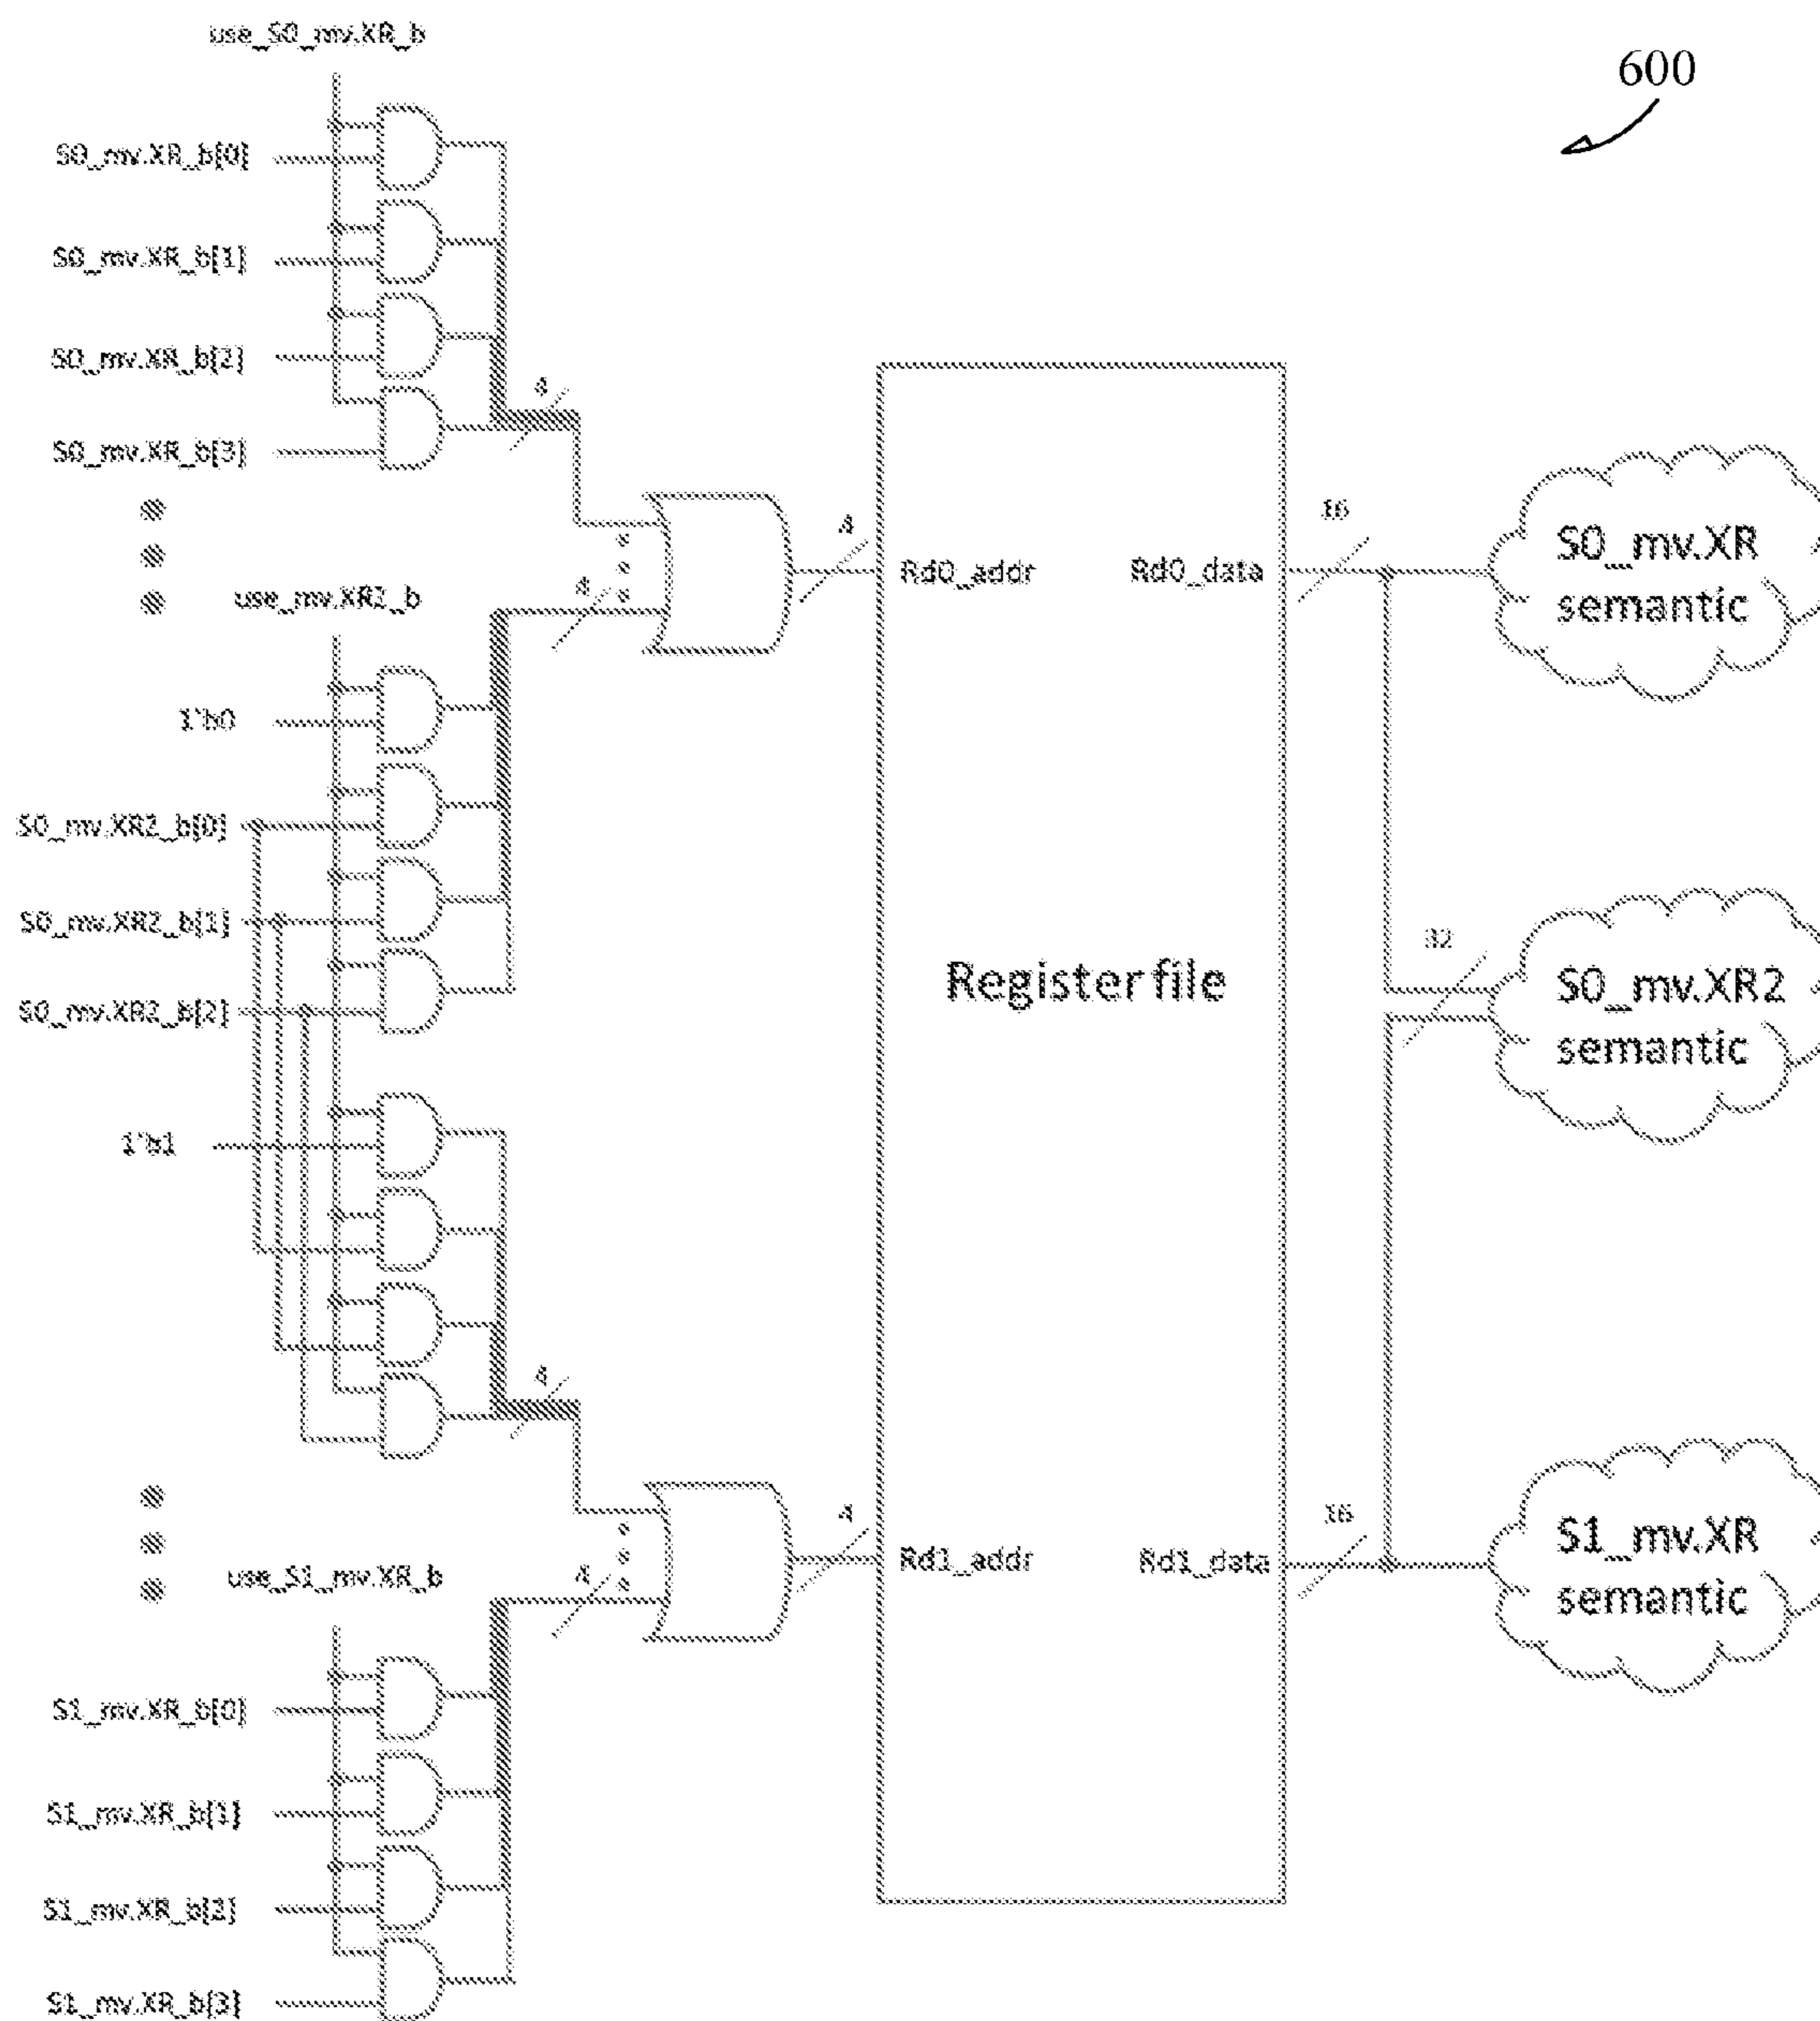 use_S0_mv.XR_b
600
S0_mv.XR_b[0]
S0_mv.XR_b[1]
S0_mv.XR_b[2]
4
S0_mv.XR_b[3]
16
4
Rd0_addr
Rd0_data
S0_mv.XR
semantic
4
use_mv.XR2_b
1'b0
S0_mv.XR2_b[0]
S0_mv.XR2_b[1]
32
Register file
S0_mv.XR2
semantic
S0_mv.XR2_b[2]
1'b1
4
4
16
Rd1_addr
Rd1_data
S1_mv.XR
semantic
4
use_S1_mv.XR_b
S1_mv.XR_b[0]
S1_mv.XR_b[1]
S1_mv.XR_b[2]
S1_mv.XR_b[3]